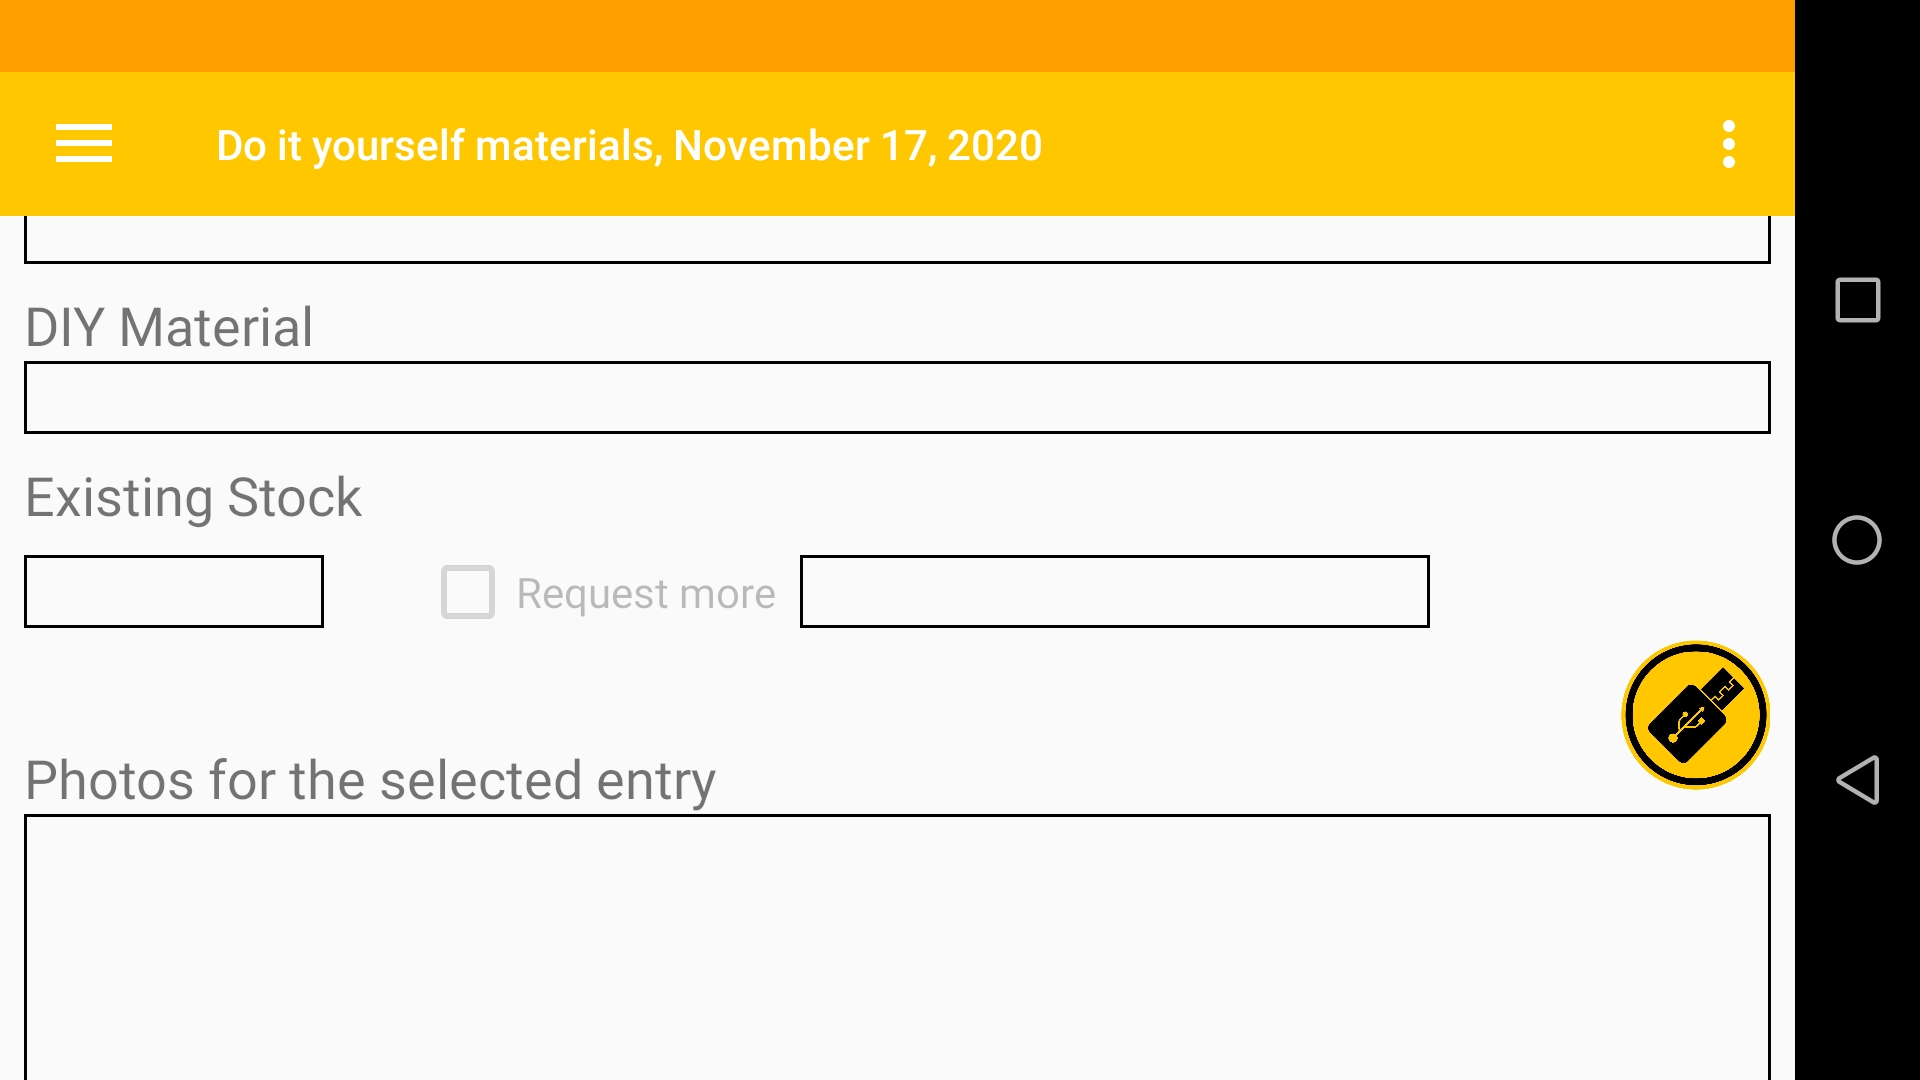 Do it yourself materials, November 17, 2020
DIY Material
Existing Stock
Request more
Photos for the selected entry